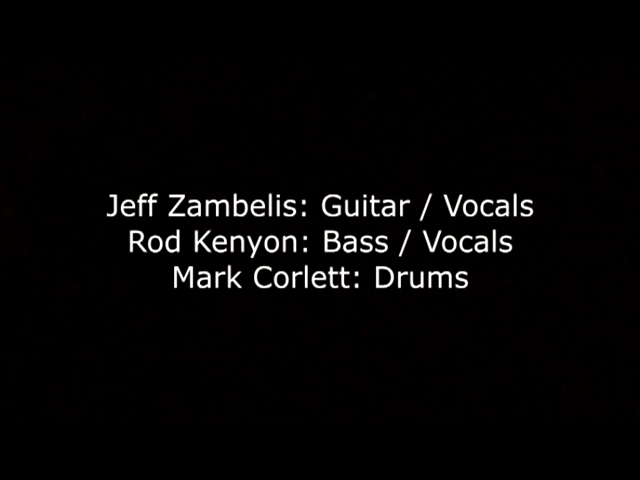 Jeff Zambelis: Guitar / Vocals
Rod Kenyon: Bass / Vocals
Mark Corlett: Drums